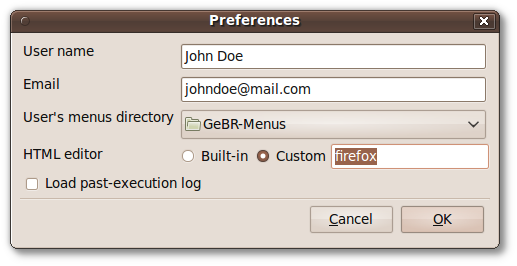 Preferences
User name John Doe
Email johndoe@mail.com
User's menus directory GeBR-Menus
HTML editor Built-in Custom firefox
Load past-execution log
Cancel OK